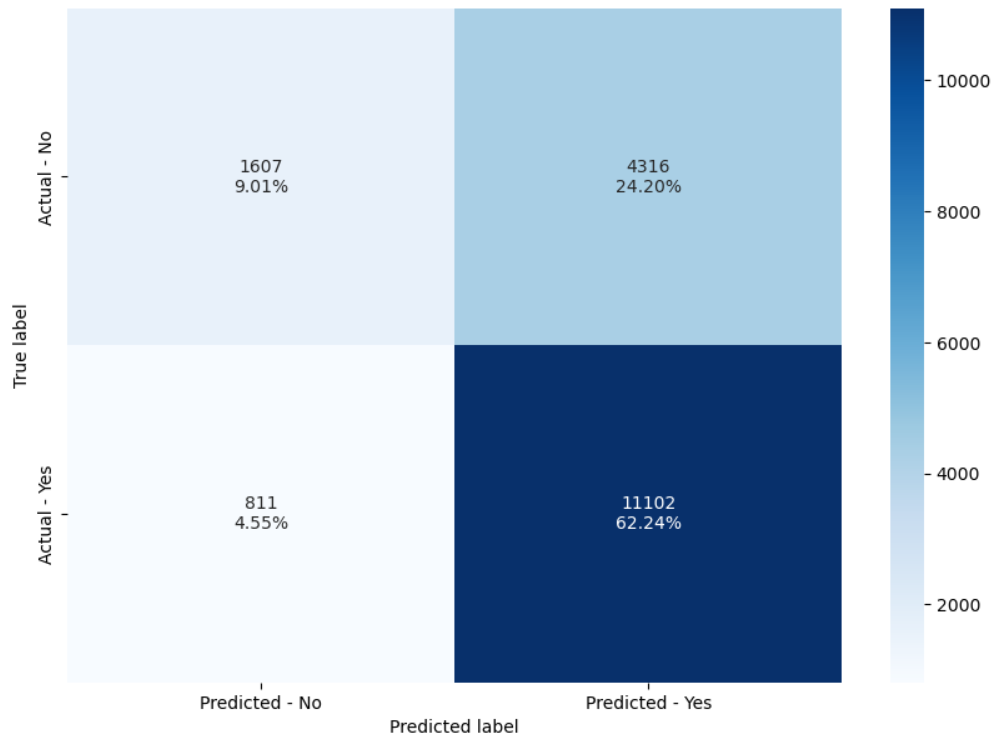 Actual - No
1607
9.01%
4316
24.20%
True label
Actual - Yes
811
4.55%
11102
62.24%
Predicted - No
Predicted - Yes
Predicted label
10000
8000
6000
4000
2000